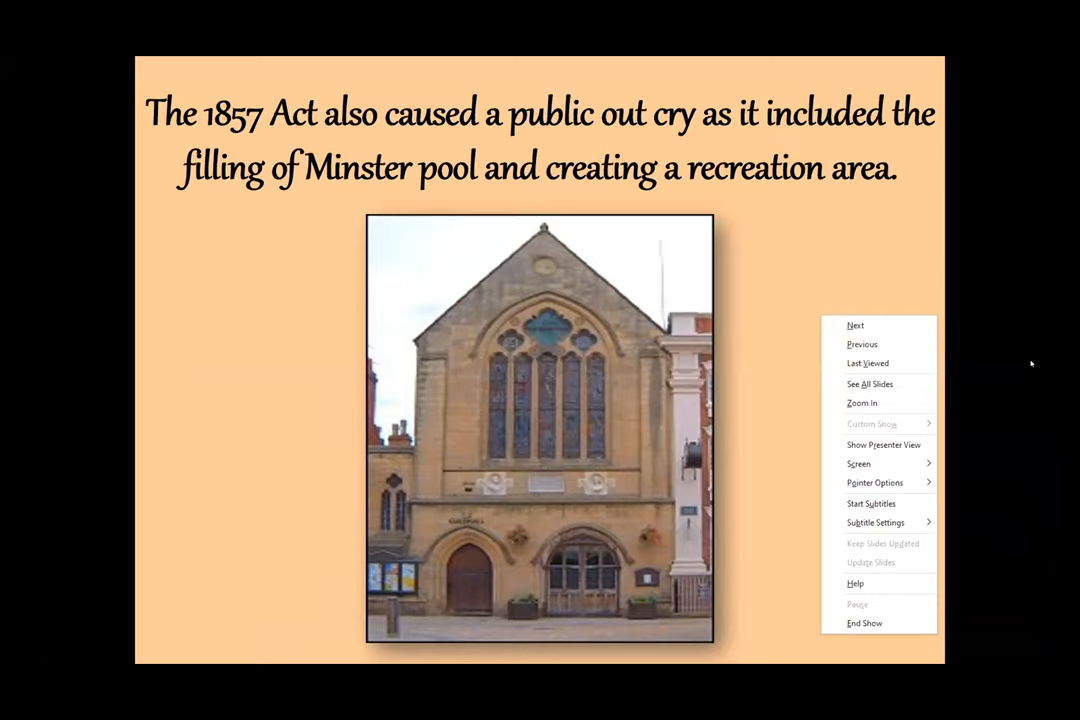 The 1857 Act also caused a public out cry as it included the
filling of Minster pool and creating a recreation area.
GUILDHALL
Next
Previous
Last Viewed
See All Slides
Zoom In
Custom Show
Show Presenter View
Screen
Pointer Options
Start Subtitles
Subtitle Settings
Keep Slides Updated
Update Slides
Help
Pause
End Show